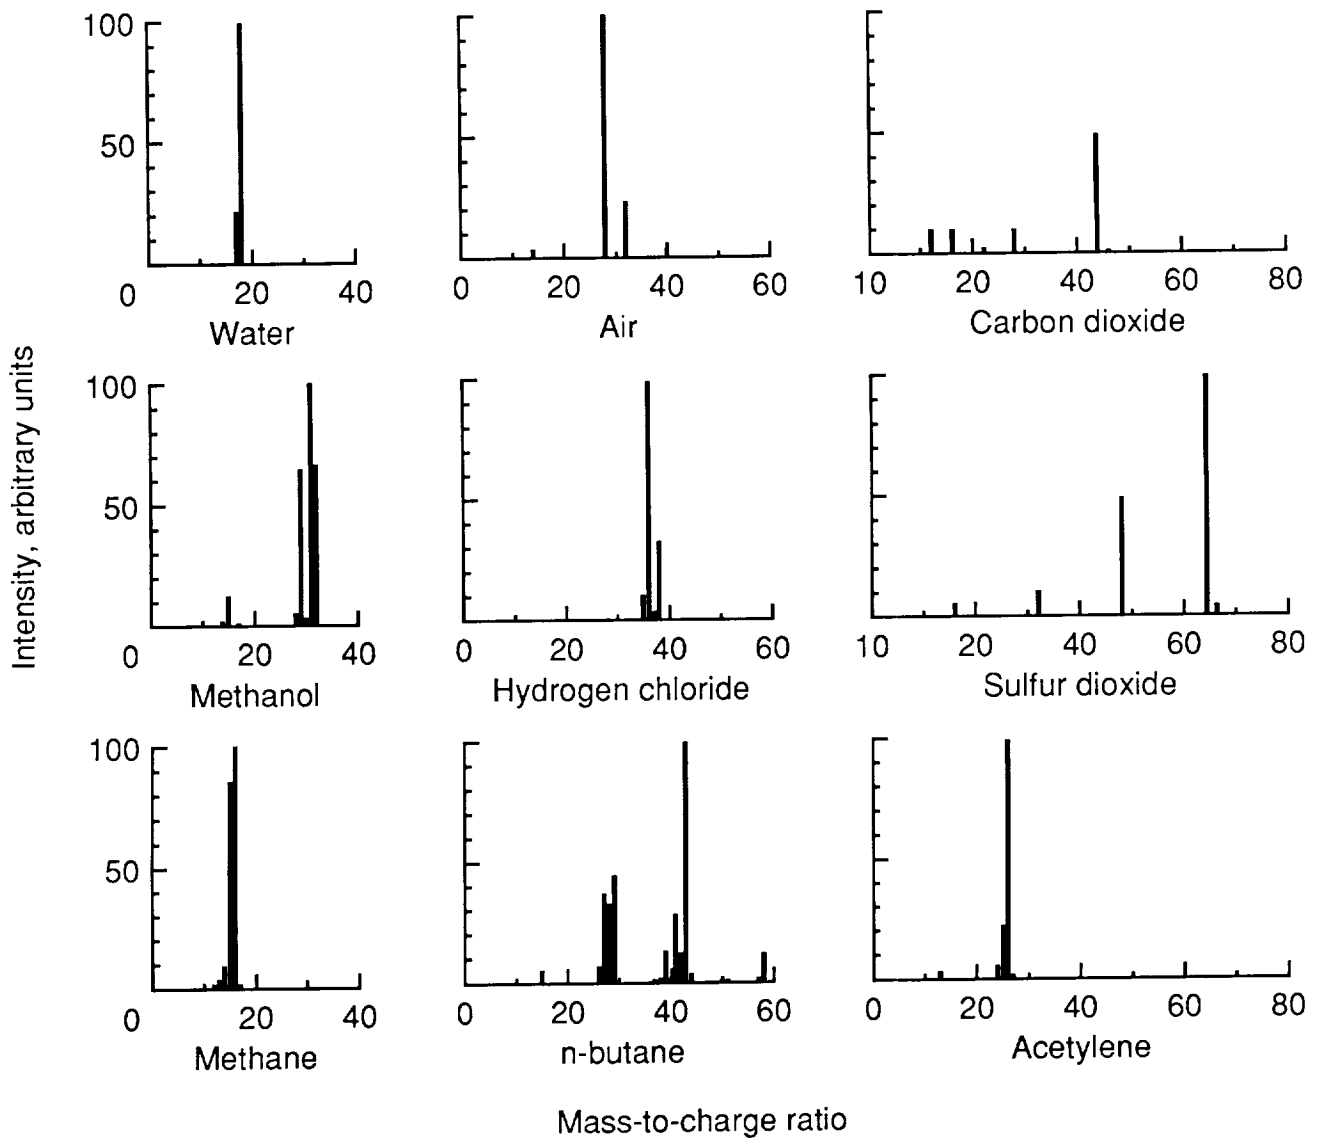 100
50
0 20 40
Water
0 20 40 60
Air
10 20 40 60 80
Carbon dioxide
Intensity, arbitrary units
100
50
0 20 40
Methanol
0 20 40 60
Hydrogen chloride
10 20 40 60 80
Sulfur dioxide
100
50
0 20 40
Methane
0 20 40 60
n-butane
0 20 40 60 80
Acetylene
Mass-to-charge ratio